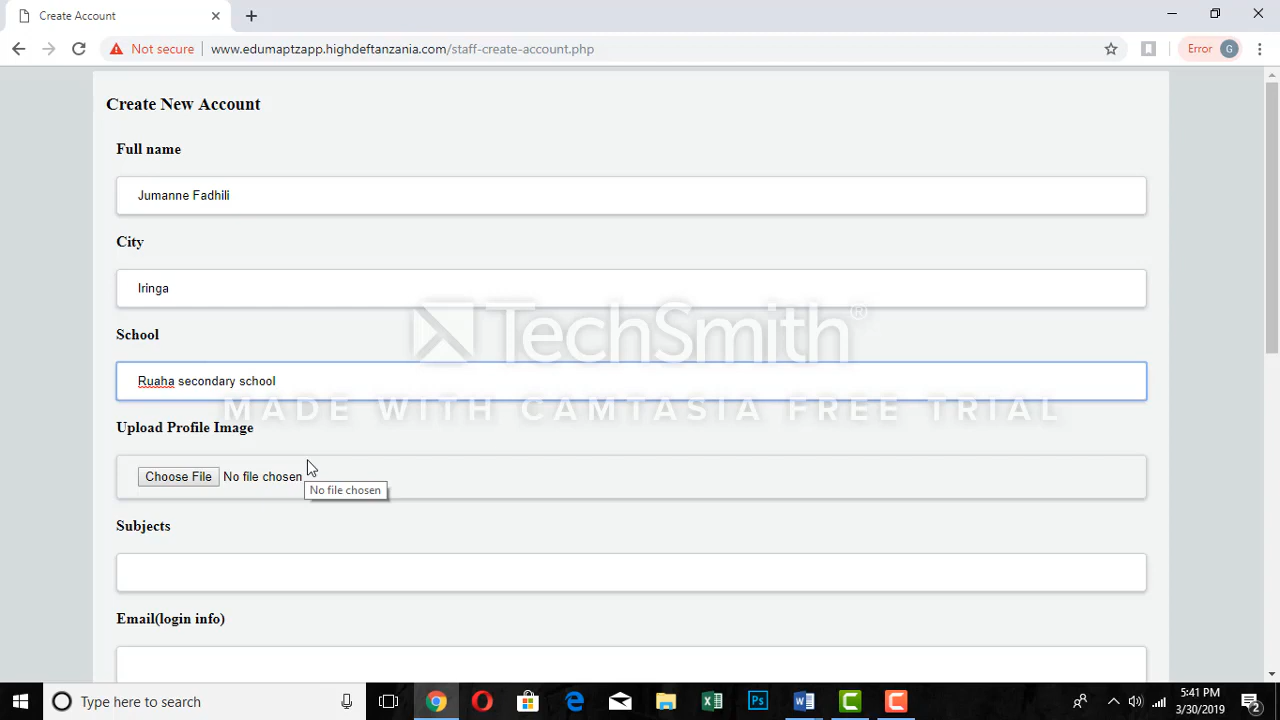 Create Account
Not secure
www.edumaptzapp.highdeftanzania.com/staff-create-account.php
Error
G
Create New Account
Full name
Jumanne Fadhili
City
Iringa
TechSmith®
School
Ruaha secondary school
MADE WITH CAMTASIA FREE TRIAL
Upload Profile Image
Choose File No file chosen
No file chosen
Subjects
Email(login info)
Type here to search
Ps
5:41 PM
3/30/2019
2